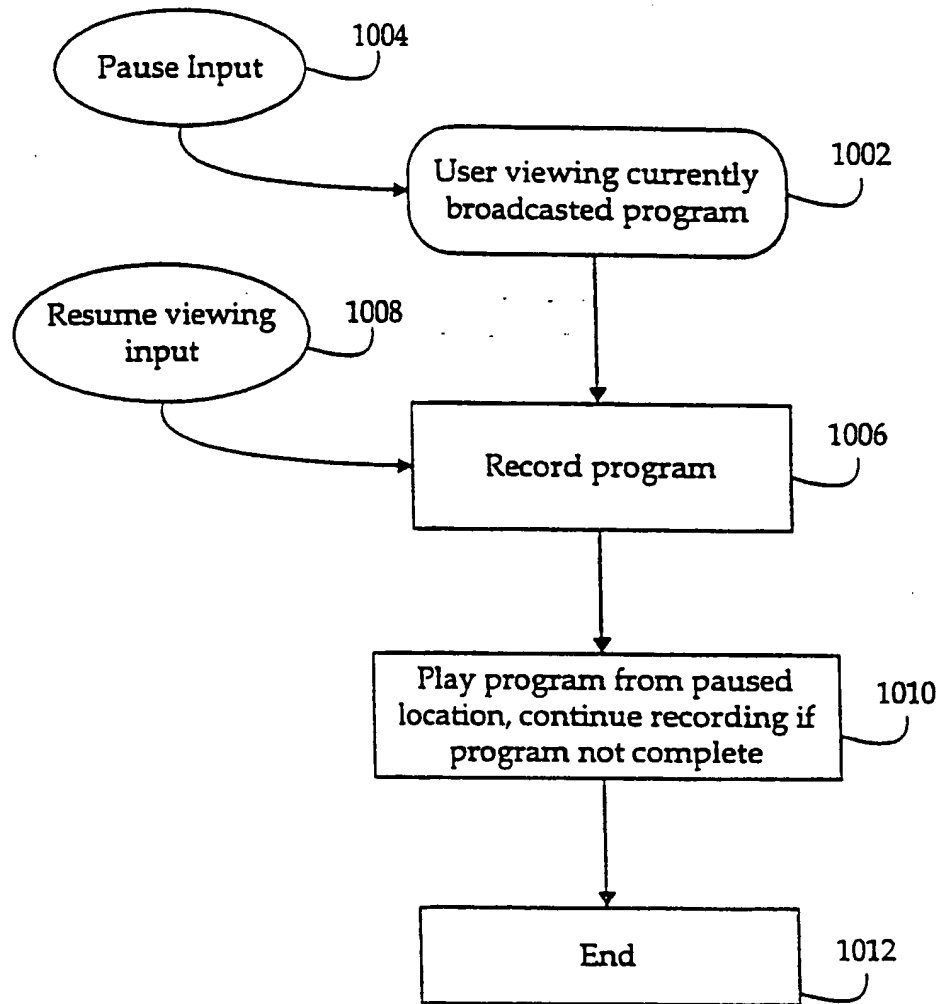 1004
Pause Input
1002
User viewing currently
broadcasted program
1008
Resume viewing
input
1006
Record program
1010
Play program from paused
location, continue recording if
program not complete
End
1012